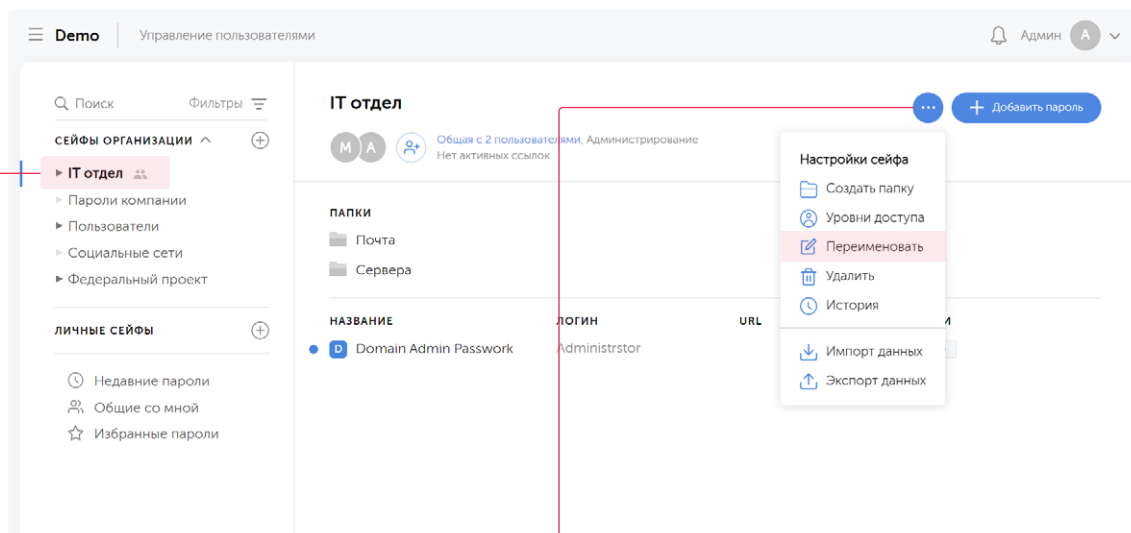 Demo
Управление пользователями
Админ
A
Поиск
Фильтры
СЕЙФЫ ОРГАНИЗАЦИИ
IT отдел
Пароли компании
Пользователи
Социальные сети
Федеральный проект
ЛИЧНЫЕ СЕЙФЫ
Недавние пароли
Общие со мной
Избранные пароли
IT отдел
Добавить пароль
M A
Общая с 2 пользователями, Администрирование
Нет активных ссылок
ПАПКИ
Почта
Сервера
НАЗВАНИЕ
ЛОГИН
URL
D
Domain Admin Passwork
Administrstor
Настройки сейфа
Создать папку
Уровни доступа
Переименовать
Удалить
История
Импорт данных
Экспорт данных